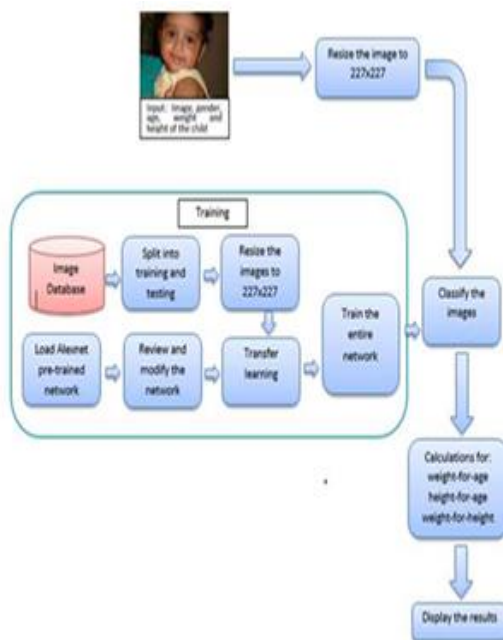 Input: Image, gender,
age, weight and
height of the child
Resize the image to
227x227
Training
Image
Database
Split into
training and
testing
Resize the
images to
227x227
Load Alexnet
pre-trained
network
Review and
modify the
network
Transfer
learning
Train the
entire
network
Classify the
images
Calculations for:
weight-for-age
height-for-age
weight-for-height
Display the results